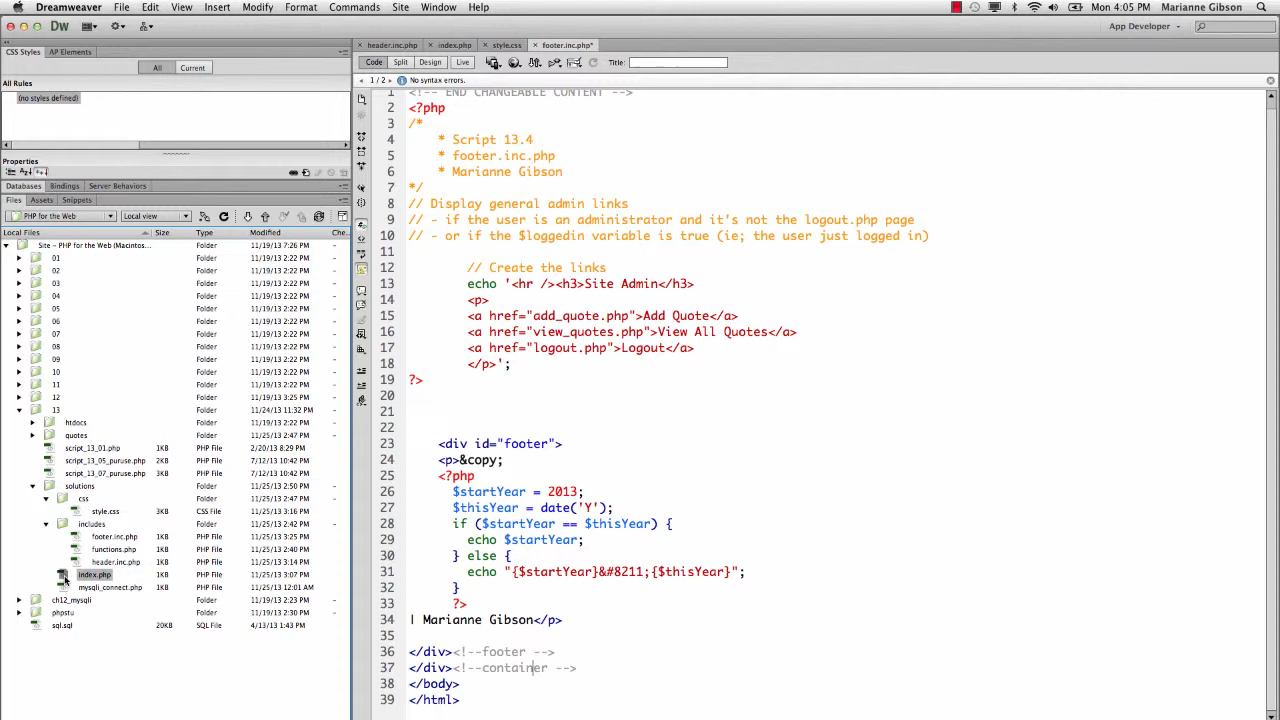 Dreamweaver File Edit View Insert Modify Format Commands Site Window Help Mon 4:05 PM Marianne Gibson
Dw App Developer
CSS Styles AP Elements
header.inc.php index.php style.css footer.inc.php*
All Current
Code Split Design Live Title:
All Rules
1 / 2 No syntax errors.
(no styles defined)
Properties
Databases Bindings Server Behaviors
Files Assets Snippets
PHP for the Web Local view
Local Files Size Type Modified Che..
Site - PHP for the Web (Macintos... Folder 11/19/13 7:26 PM -
01 Folder 11/19/13 2:22 PM -
02 Folder 11/19/13 2:22 PM -
03 Folder 11/19/13 2:22 PM -
04 Folder 11/19/13 2:22 PM -
05 Folder 11/19/13 2:22 PM -
06 Folder 11/19/13 2:22 PM -
07 Folder 11/19/13 2:22 PM -
08 Folder 11/19/13 2:22 PM -
09 Folder 11/19/13 2:22 PM -
10 Folder 11/19/13 2:22 PM -
11 Folder 11/19/13 2:22 PM -
12 Folder 11/19/13 3:25 PM -
13 Folder 11/24/13 11:32 PM -
htdocs Folder 11/19/13 2:22 PM -
quotes Folder 11/25/13 2:47 PM -
script_13_01.php 1KB PHP File 2/20/13 8:29 PM
script_13_05_puruse.php 2KB PHP File 7/12/13 10:42 PM
script_13_07_puruse.php 3KB PHP File 7/12/13 10:42 PM
solutions Folder 11/25/13 2:50 PM -
css Folder 11/25/13 2:22 PM -
style.css 3KB CSS File 11/25/13 3:16 PM
includes Folder 11/25/13 2:42 PM -
footer.inc.php 1KB PHP File 11/25/13 3:25 PM
functions.php 1KB PHP File 11/25/13 2:40 PM
header.inc.php 1KB PHP File 11/25/13 3:14 PM
index.php 1KB PHP File 11/25/13 3:07 PM
mysqli_connect.php 1KB PHP File 11/25/13 12:01 AM
ch12_mysqli Folder 11/19/13 2:23 PM -
phpstu Folder 11/19/13 2:30 PM -
sql.sql 20KB SQL File 4/13/13 1:43 PM
1 <!-- END CHANGEABLE CONTENT -->
2 <?php
3 /*
4 * Script 13.4
5 * footer.inc.php
6 * Marianne Gibson
7 */
8 // Display general admin links
9 // - if the user is an administrator and it's not the logout.php page
10 // - or if the $loggedin variable is true (ie; the user just logged in)
11
12 // Create the links
13 echo '<hr /><h3>Site Admin</h3>
14 <p>
15 <a href="add_quote.php">Add Quote</a>
16 <a href="view_quotes.php">View All Quotes</a>
17 <a href="logout.php">Logout</a>
18 </p>';
19 ?>
20
21
22
23 <div id="footer">
24 <p>&copy;
25 <?php
26 $startYear = 2013;
27 $thisYear = date('Y');
28 if ($startYear == $thisYear) {
29 echo $startYear;
30 } else {
31 echo "{$startYear}&#8211;{$thisYear}";
32 }
33 ?>
34 | Marianne Gibson</p>
35
36 </div><!--footer -->
37 </div><!--container -->
38 </body>
39 </html>